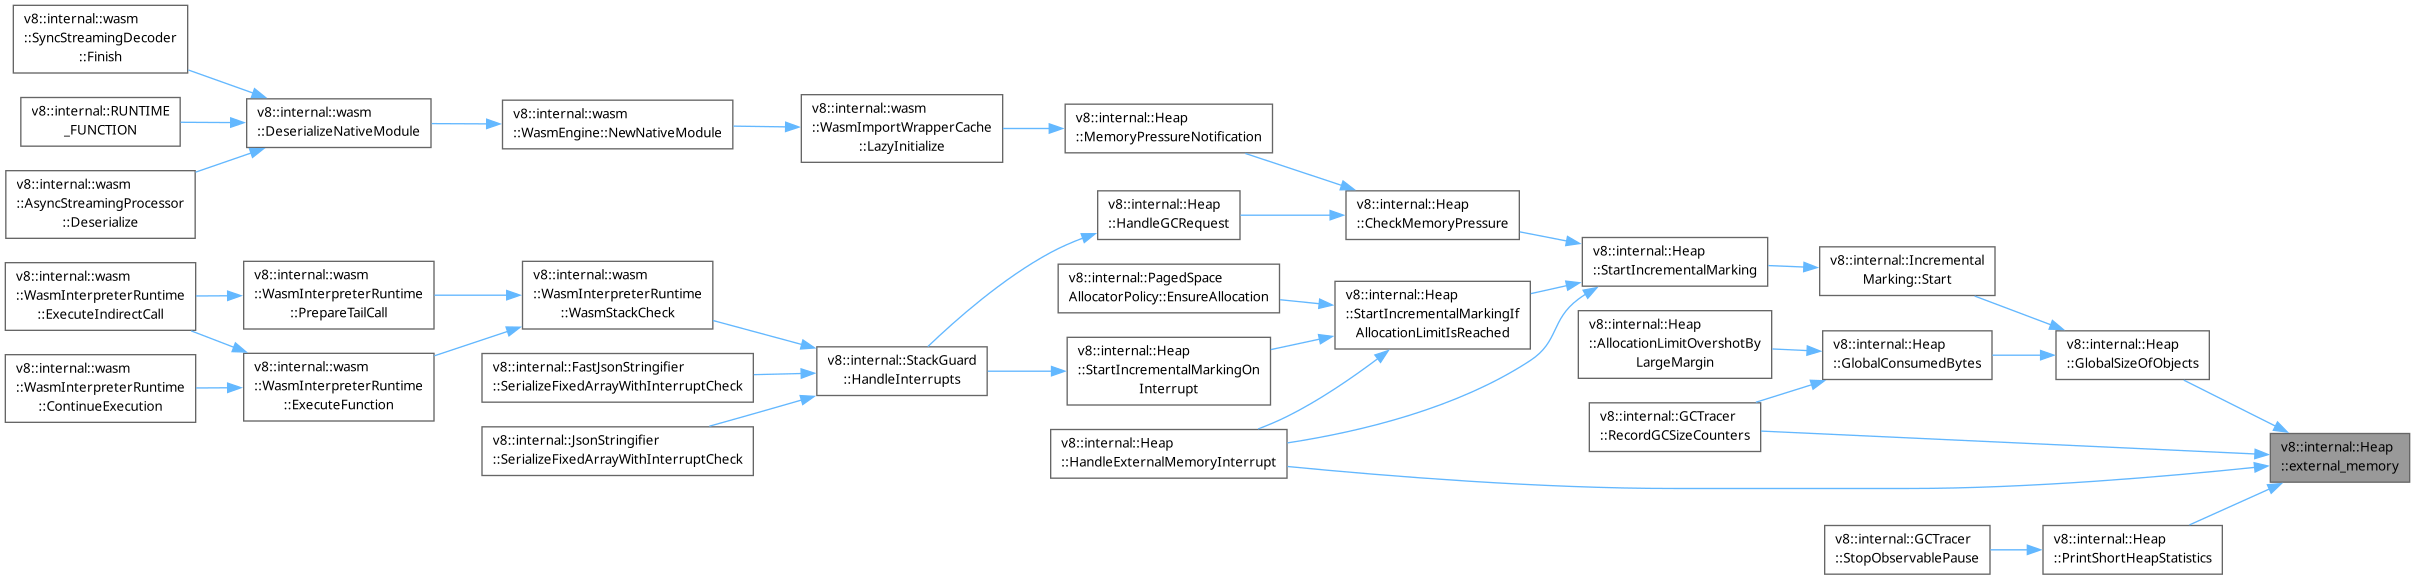 v8::internal::wasm
::SyncStreamingDecoder
::Finish
v8::internal::RUNTIME
_FUNCTION
v8::internal::wasm
::AsyncStreamingProcessor
::Deserialize
v8::internal::wasm
::WasmInterpreterRuntime
::ExecuteIndirectCall
v8::internal::wasm
::WasmInterpreterRuntime
::ContinueExecution
v8::internal::wasm
::DeserializeNativeModule
v8::internal::wasm
::WasmInterpreterRuntime
::PrepareTailCall
v8::internal::wasm
::WasmInterpreterRuntime
::ExecuteFunction
v8::internal::wasm
::WasmEngine::NewNativeModule
v8::internal::wasm
::WasmInterpreterRuntime
::WasmStackCheck
v8::internal::FastJsonStringifier
::SerializeFixedArrayWithInterruptCheck
v8::internal::JsonStringifier
::SerializeFixedArrayWithInterruptCheck
v8::internal::wasm
::WasmImportWrapperCache
::LazyInitialize
v8::internal::StackGuard
::HandleInterrupts
v8::internal::Heap
::MemoryPressureNotification
v8::internal::Heap
::HandleGCRequest
v8::internal::PagedSpace
AllocatorPolicy::EnsureAllocation
v8::internal::Heap
::StartIncrementalMarkingOn
Interrupt
v8::internal::Heap
::HandleExternalMemoryInterrupt
v8::internal::Heap
::CheckMemoryPressure
v8::internal::Heap
::StartIncrementalMarkingIf
AllocationLimitIsReached
v8::internal::Heap
::StartIncrementalMarking
v8::internal::Heap
::AllocationLimitOvershotBy
LargeMargin
v8::internal::GCTracer
::RecordGCSizeCounters
v8::internal::Incremental
Marking::Start
v8::internal::Heap
::GlobalConsumedBytes
v8::internal::GCTracer
::StopObservablePause
v8::internal::Heap
::GlobalSizeOfObjects
v8::internal::Heap
::PrintShortHeapStatistics
v8::internal::Heap
::external_memory